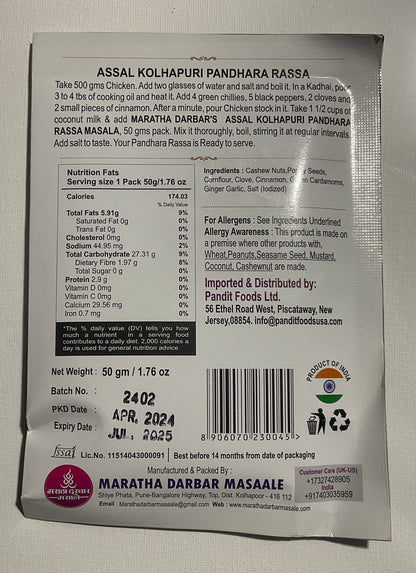 ASSAL KOLHAPURI PANDHARA RASSA
Take 500 gms Chicken. Add two glasses of water and salt and boil it. In a Kadhai, pour
3 to 4 tbs of cooking oil and heat it. Add 4 green chillies, 5 black peppers, 2 cloves and
2 small pieces of cinnamon. After a minute, pour Chicken stock in it. Take 1 1/2 cups of
coconut milk & add MARATHA DARBAR'S ASSAL KOLHAPURI PANDHARA
RASSA MASALA, 50 gms pack. Mix it thoroughly, boil, stirring it at regular intervals.
Add salt to taste. Your Pandhara Rassa is Ready to serve.
Nutrition Fats
Serving size 1 Pack 50g/1.76 oz
Calories 174.03
% Daily Value
Total Fats 5.91g 9%
Saturated Fat 0g 0%
Trans Fat 0g 0%
Cholesterol 0mg 0%
Sodium 44.95 mg 2%
Total Carbohydrate 27.31 g 9%
Dietary Fibre 1.97 g 8%
Total Sugar 0 g 0%
Protein 2.9 g 0%
Vitamin D 0mg 0%
Vitamin C 0mg 0%
Calcium 29.56 mg 0%
Iron 0.7 mg 0%
*The % daily value (DV) tells you how
much a nutrient in a serving food
contributes to a daily diet. 2,000 calories a
day is used for general nutrition advice
Ingredients : Cashew Nuts,Poppy Seeds,
Cornflour, Clove, Cinnamon, Green Cardamoms,
Ginger Garlic, Salt (Iodized)
For Allergens : See Ingredients Underlined
Allergy Awareness : This product is made on
a premise where other products with
Wheat,Peanuts,Seasame Seed, Mustard,
Coconut, Cashewnut are made.
Imported & Distributed by:
Pandit Foods Ltd.
56 Ethel Road West, Piscataway, New
Jersey,08854. info@panditfoodsusa.com
Net Weight : 50 gm / 1.76 oz
Batch No. : 2402
PKD Date : APR. 2024
Expiry Date : JUL. 2025
8 906070 230045
PRODUCT OF INDIA
fssai Lic.No. 11514043000091 Best before 14 months from date of packaging
मराठा दरबार
मसाले
Manufactured & Packed By :
MARATHA DARBAR MASAALE
Shiye Phata, Pune-Bangalore Highway, Top, Dist. Kolhapoor - 416 112
Email : Marathadarbarmasaale@gmail.com Web : www.marathadarbarmasale.com
Customer Care (UK-US)
+17327428905
India
+917403035959